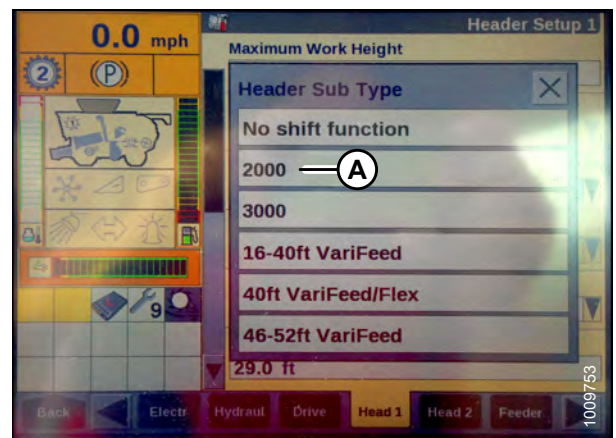 0.0 mph
Header Setup 1
Maximum Work Height
2
(P)
Header Sub Type
No shift function
2000
A
3000
16-40ft VariFeed
40ft VariFeed/Flex
46-52ft VariFeed
9
29.0 ft
Back
Electr
Hydraul
Drive
Head 1
Head 2
Feeder
1009753